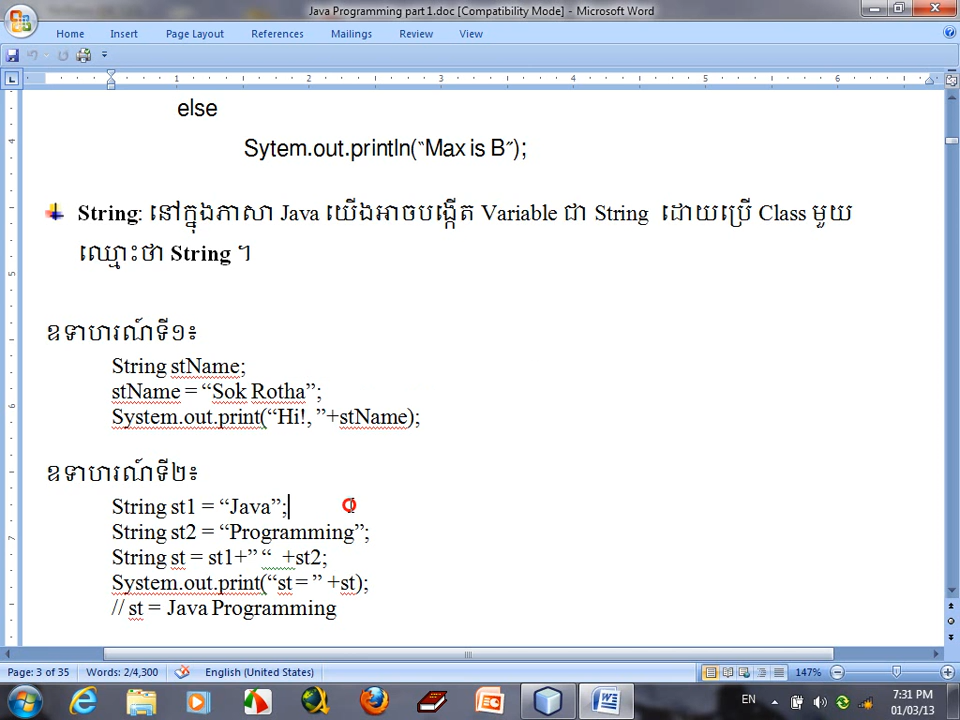 Java Programming part 1.doc [Compatibility Mode] - Microsoft Word
Home Insert Page Layout References Mailings Review View
else
Sytem.out.println(“Max is B”);
String: នៅក្នុងភាសា Java យើងអាចបង្កើត Variable ជា String ដោយប្រើ Class មួយ
ឈ្មោះថា String ។
ឧទាហរណ៍ទី១៖
String stName;
stName = “Sok Rotha”;
System.out.print(“Hi!, ”+stName);
ឧទាហរណ៍ទី២៖
String st1 = “Java”;
String st2 = “Programming”;
String st = st1+” “ +st2;
System.out.print(“st = ” +st);
// st = Java Programming
Page: 3 of 35 Words: 2/4,300 English (United States) 147%
EN 7:31 PM
01/03/13